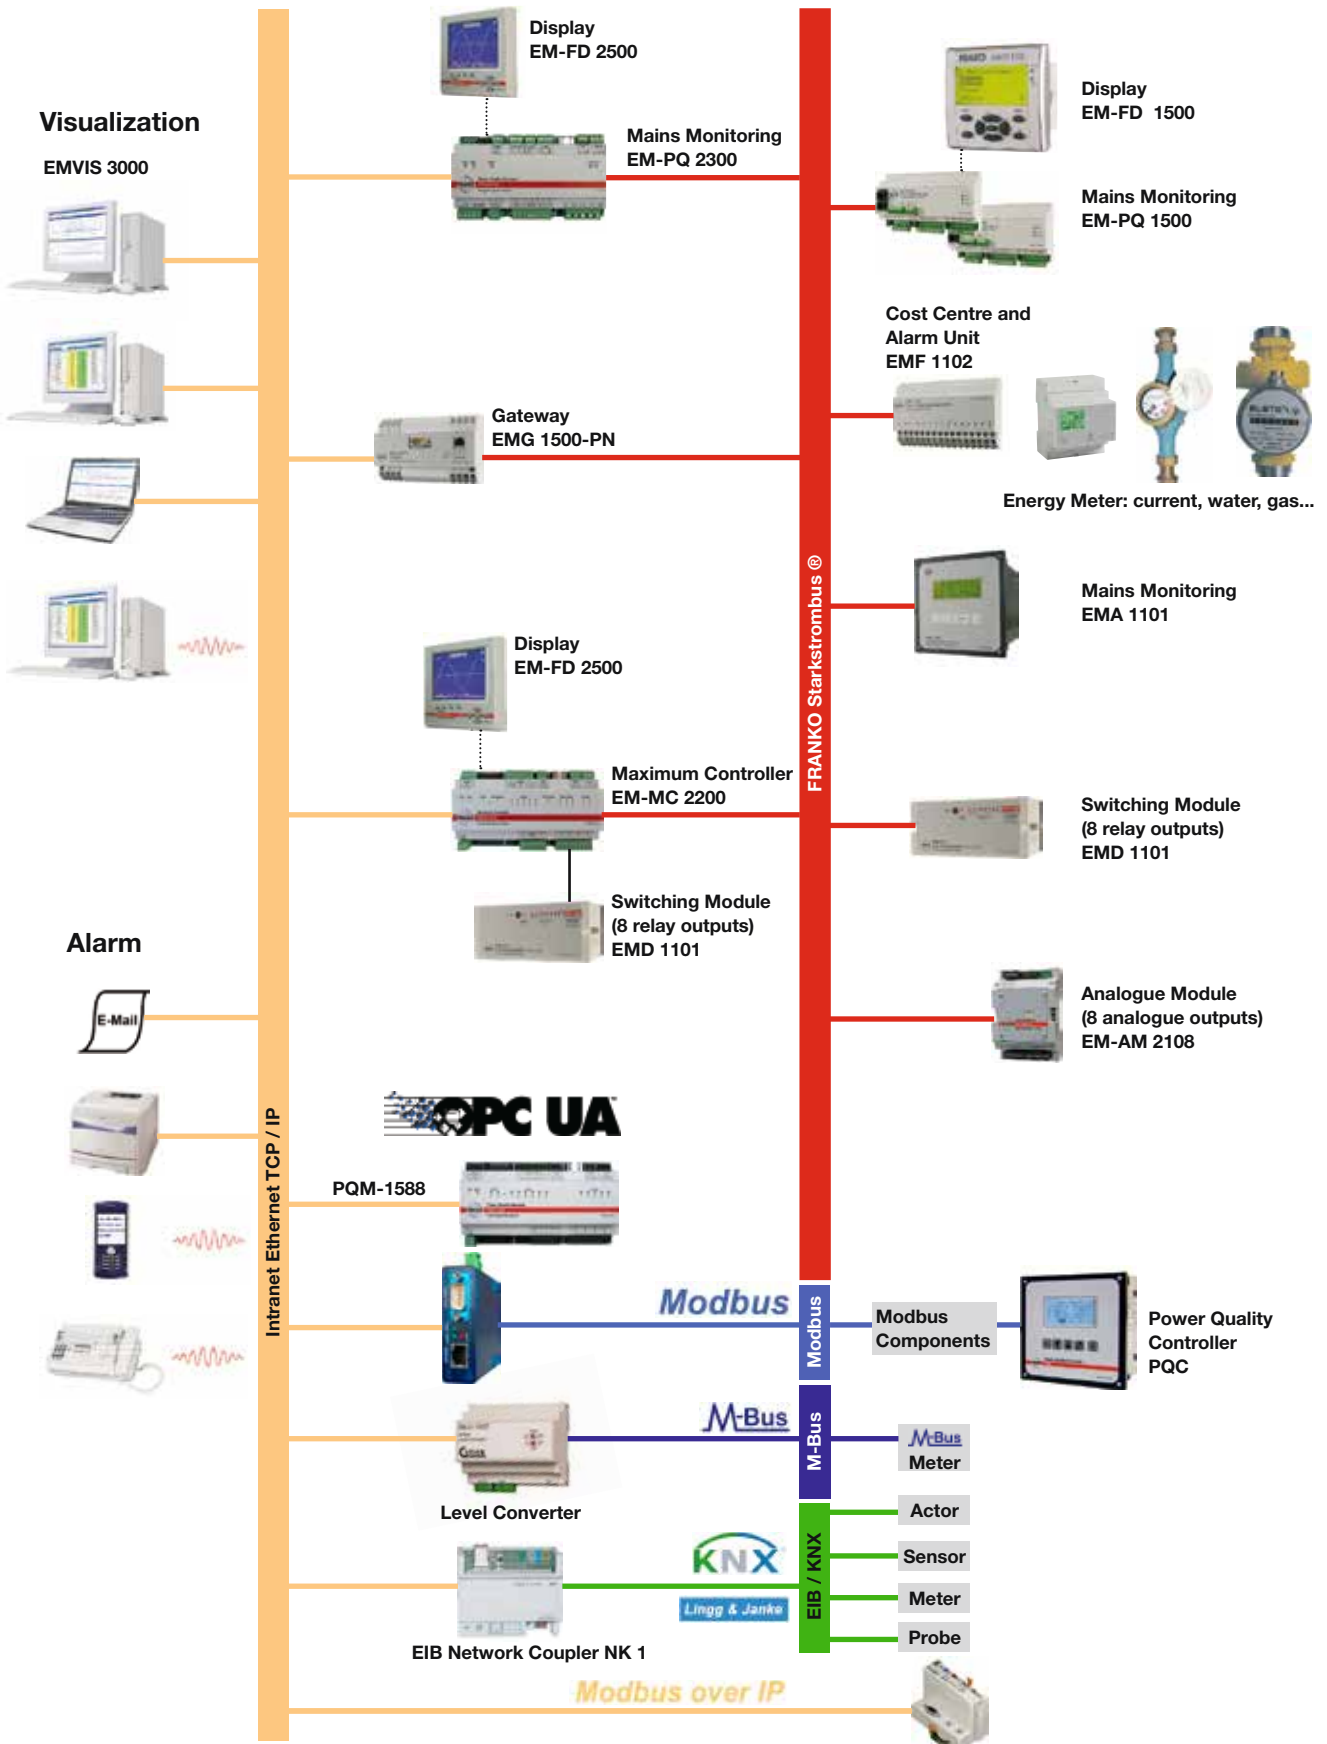 Display
EM-FD 2500
Display
EM-FD 1500
Visualization
EMVIS 3000
Mains Monitoring
EM-PQ 2300
Mains Monitoring
EM-PQ 1500
Cost Centre and
Alarm Unit
EMF 1102
Gateway
EMG 1500-PN
Energy Meter: current, water, gas...
FRANKO Starkstrombus ®
Mains Monitoring
EMA 1101
Display
EM-FD 2500
Maximum Controller
EM-MC 2200
Switching Module
(8 relay outputs)
EMD 1101
Switching Module
(8 relay outputs)
EMD 1101
Alarm
E-Mail
Analogue Module
(8 analogue outputs)
EM-AM 2108
Intranet Ethernet TCP / IP
OPC UA
PQM-1588
Modbus
Modbus
Modbus
Components
Power Quality
Controller
PQC
M-Bus
M-Bus
M-Bus
Meter
Level Converter
KNX
Lingg & Janke
EIB / KNX
Actor
Sensor
Meter
Probe
EIB Network Coupler NK 1
Modbus over IP